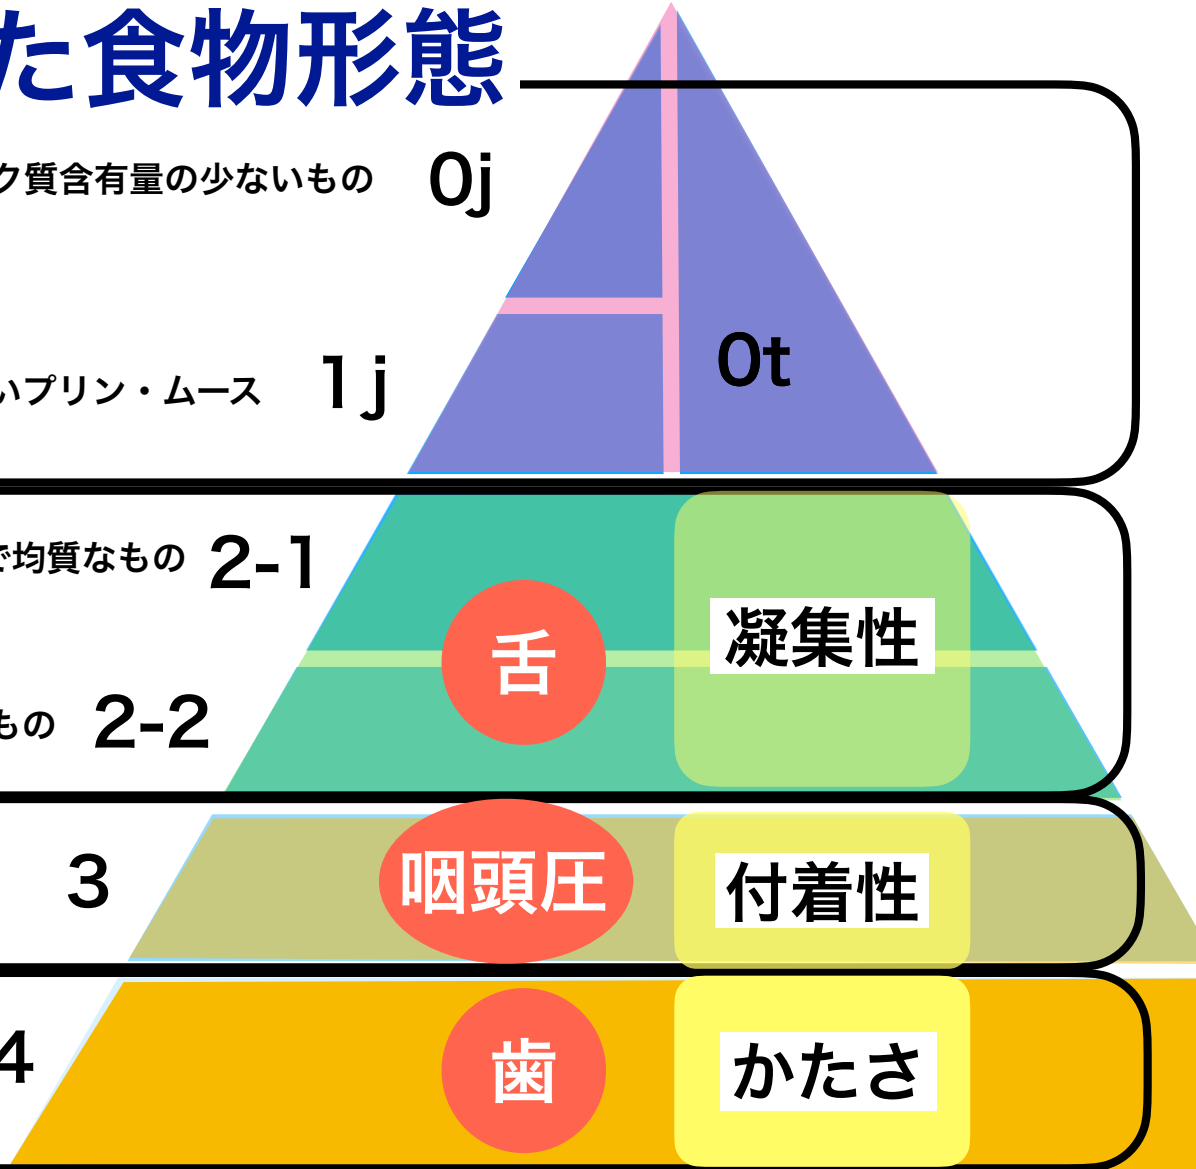 た食物形態
ク質含有量の少ないもの 0j
0t
いプリン・ムース 1j
で均質なもの 2-1
舌 凝集性
もの 2-2
3 咽頭圧 付着性
4 歯 かたさ